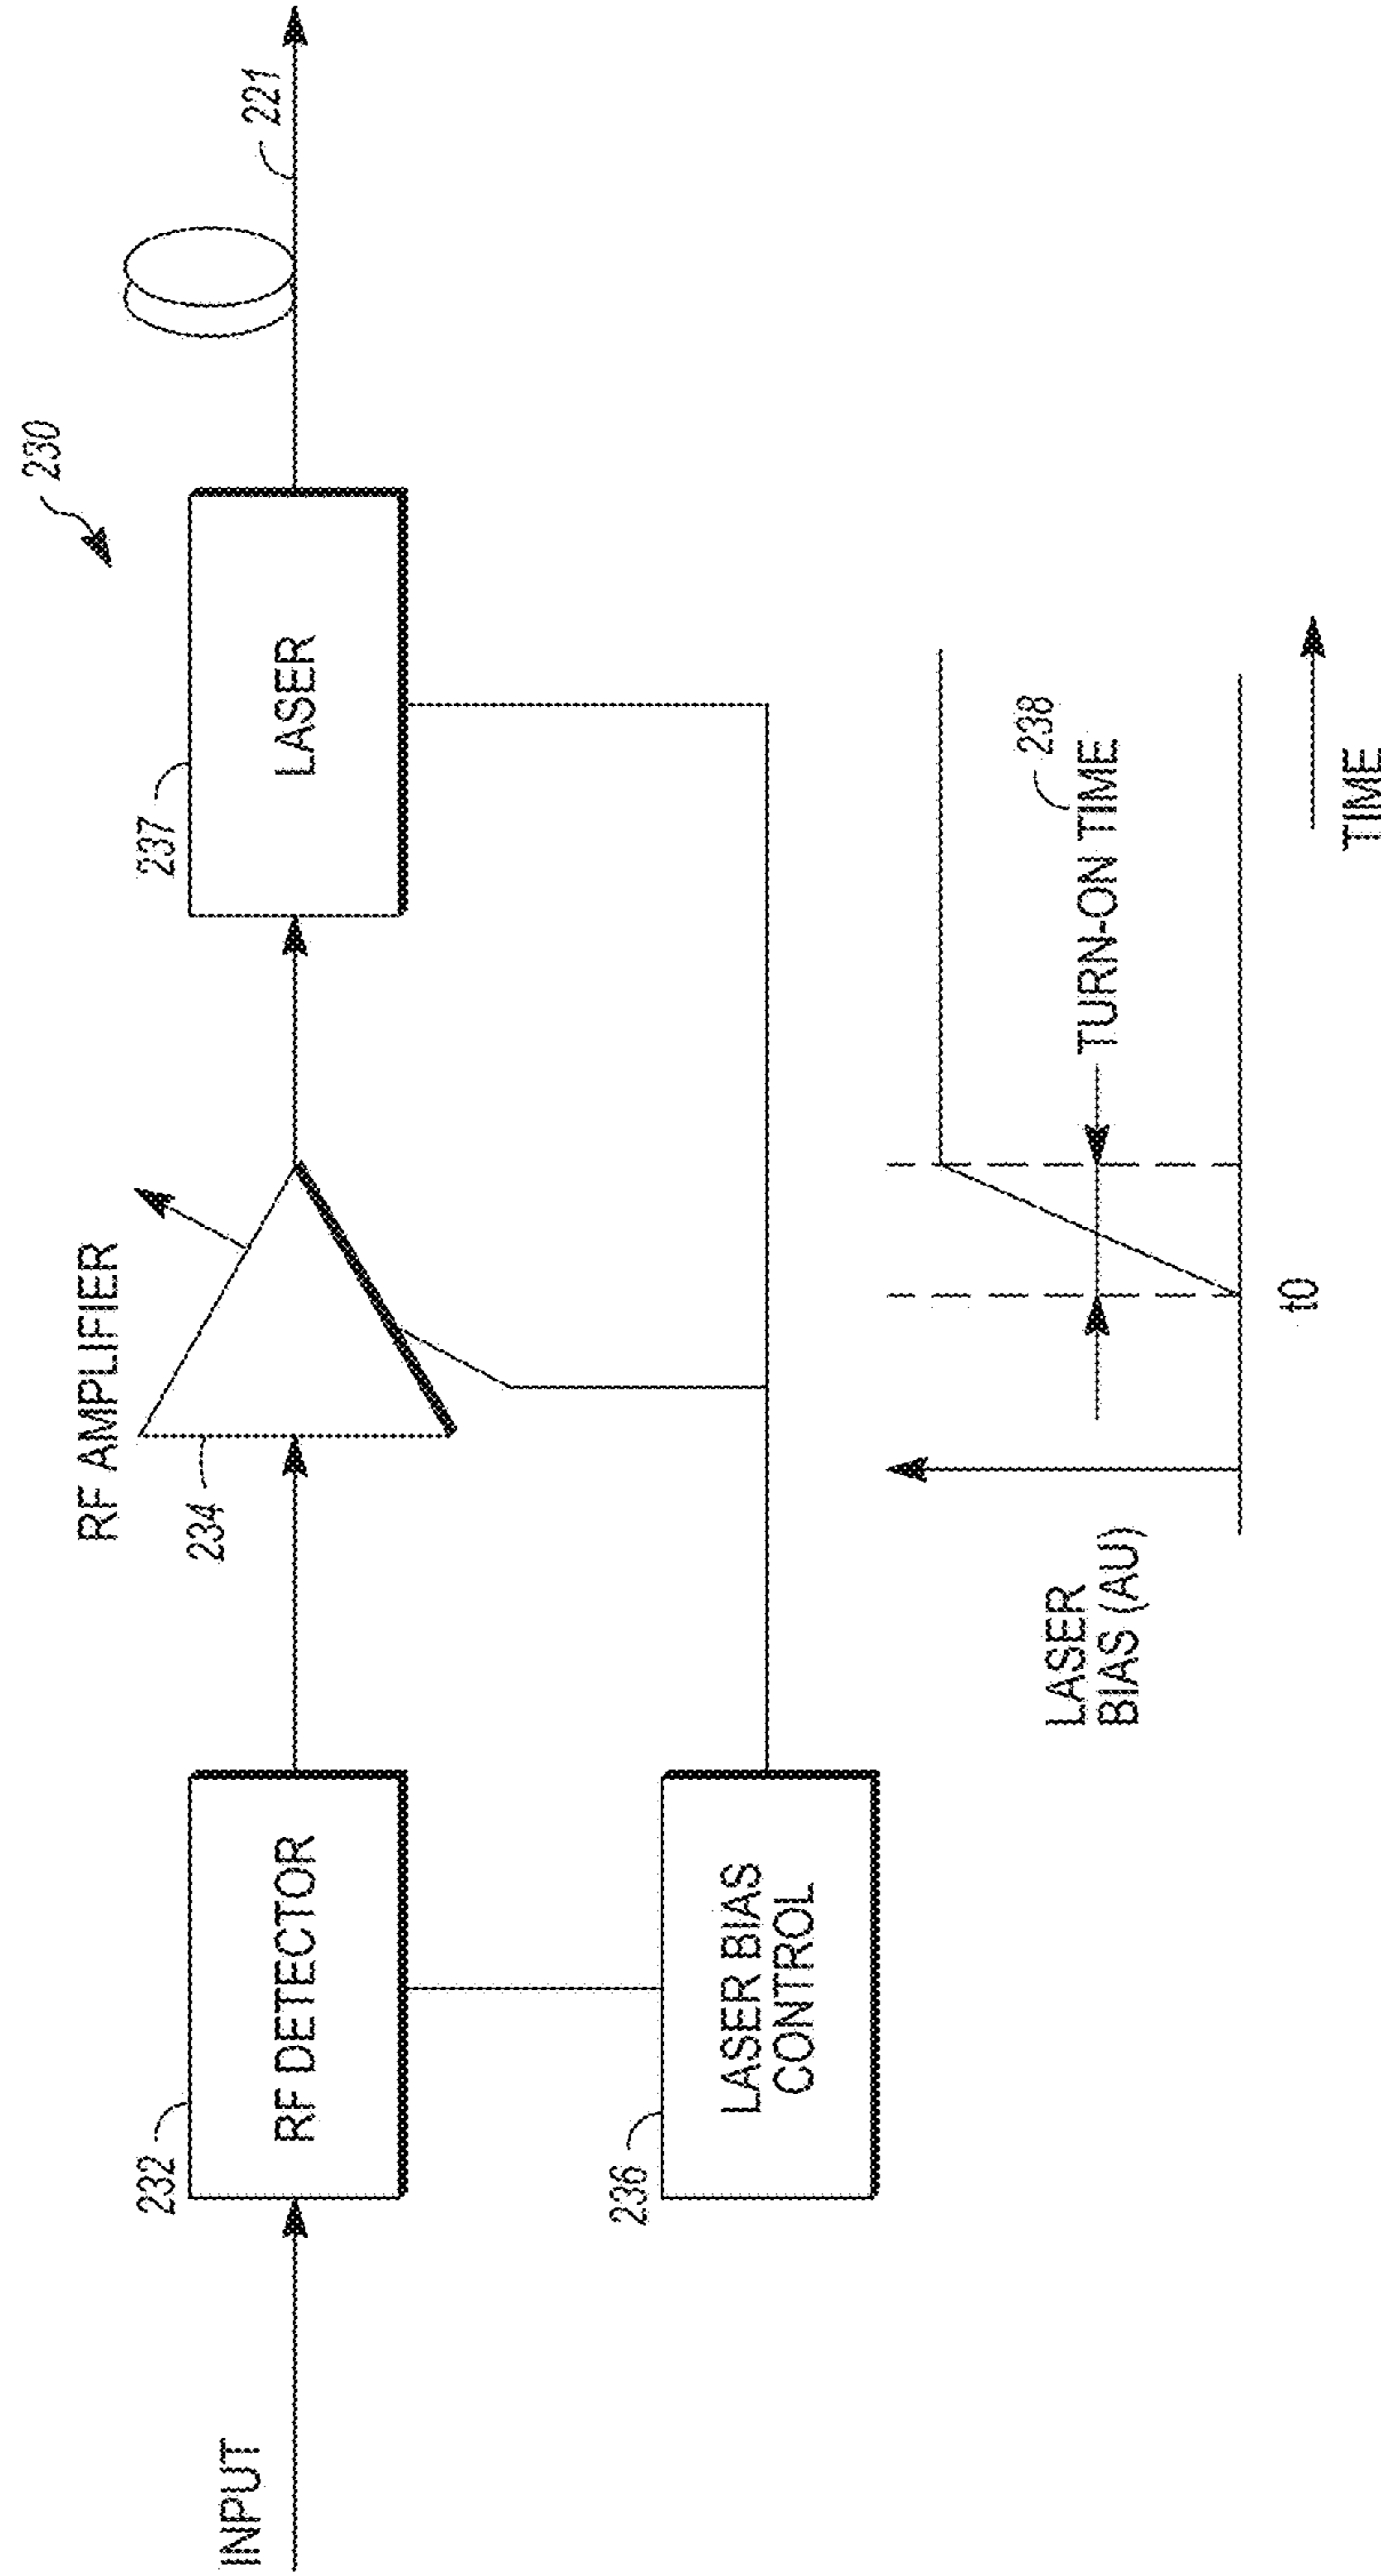 230
INPUT
232
RF DETECTOR
RF AMPLIFIER
234
237
LASER
221
236
LASER BIAS
CONTROL
LASER
BIAS (AU)
t0
TURN-ON TIME
238
TIME